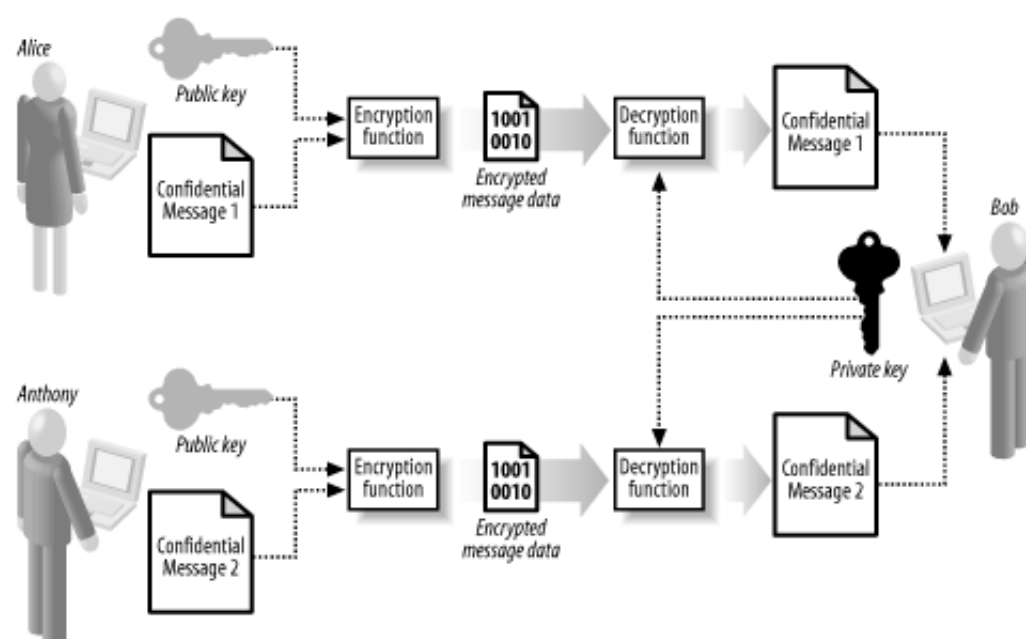 Alice
Public key
Confidential
Message 1
Encryption
function
1001
0010
Encrypted
message data
Decryption
function
Confidential
Message 1
Bob
Private key
Anthony
Public key
Confidential
Message 2
Encryption
function
1001
0010
Encrypted
message data
Decryption
function
Confidential
Message 2